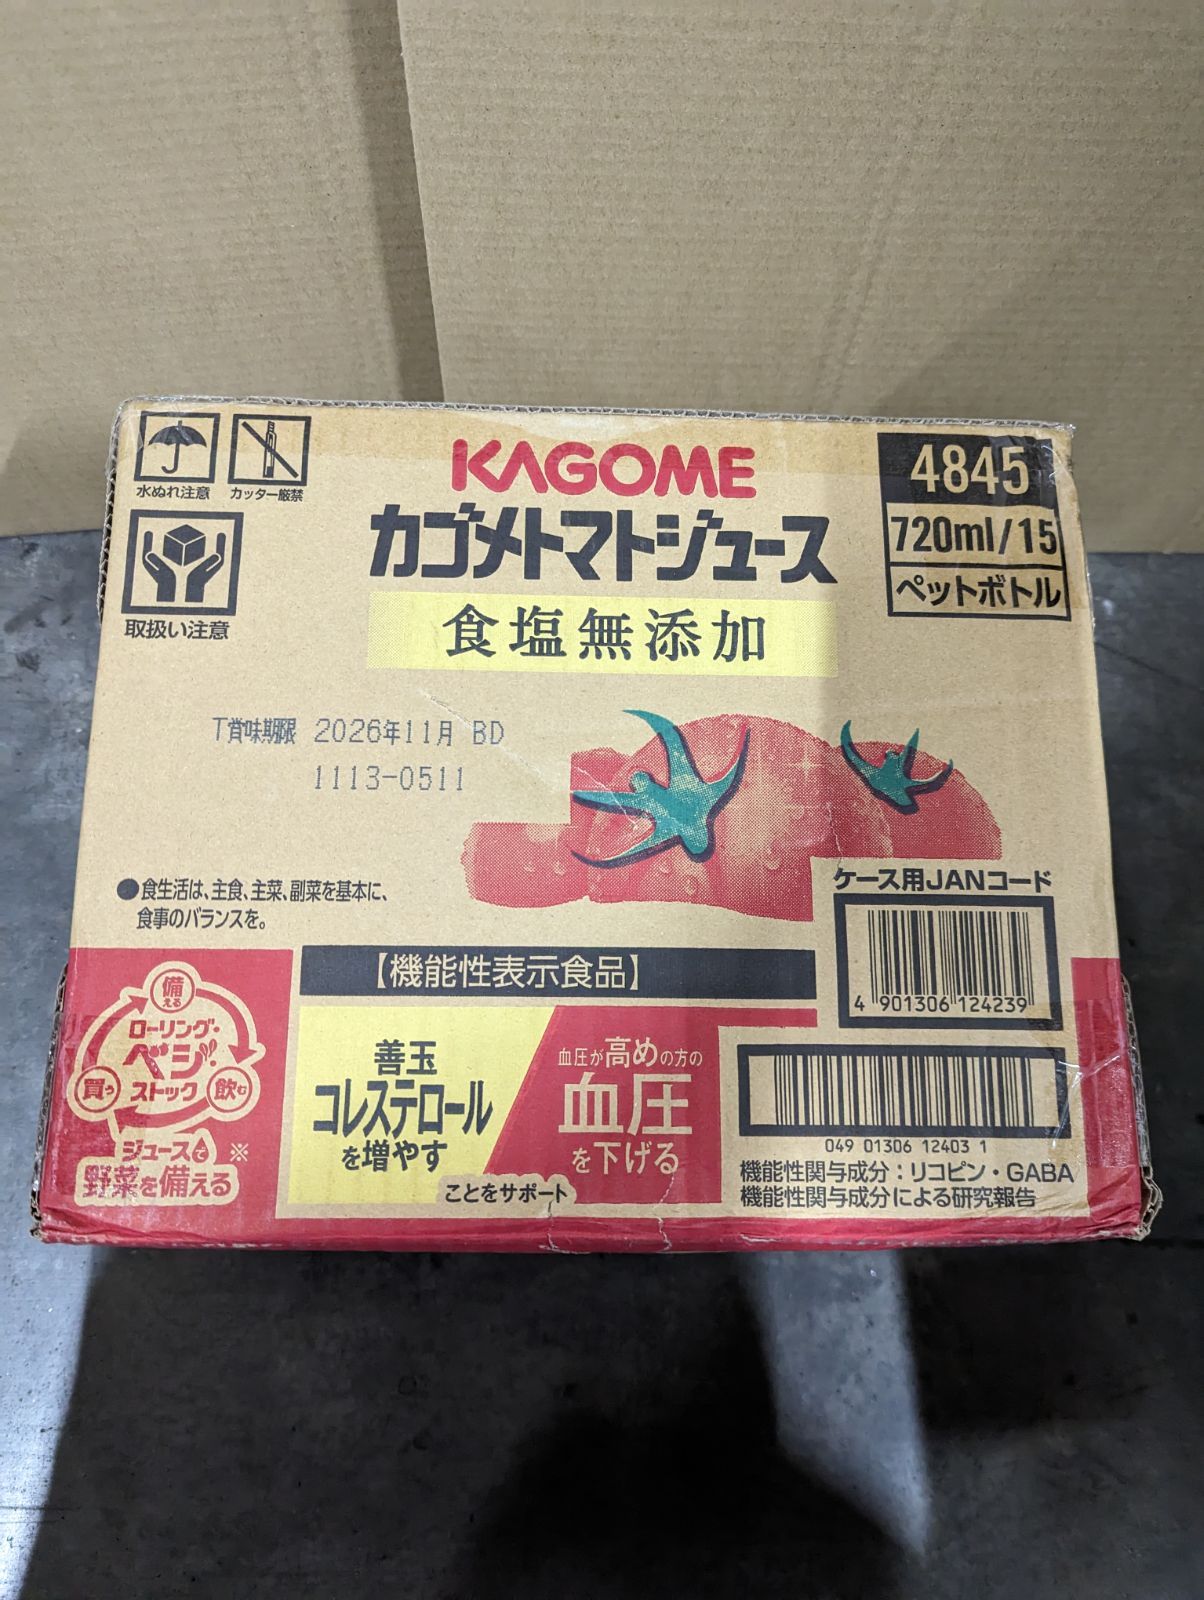 水ぬれ注意
カッター厳禁
取扱い注意
KAGOME
カゴメトマトジュース
食塩無添加
4845
720ml/15
ペットボトル
T賞味期限 2026年11月 BD
1113-0511
●食生活は、主食、主菜、副菜を基本に、
食事のバランスを。
ケース用JANコード
4 901306 124239
【機能性表示食品】
備える
ローリング・
ベジ・
ストック
買う
飲む
ジュースで
野菜を備える
※
善玉
コレステロール
を増やす
血圧が高めの方の
血圧
を下げる
ことをサポート
049 01306 12403 1
機能性関与成分：リコピン・GABA
機能性関与成分による研究報告